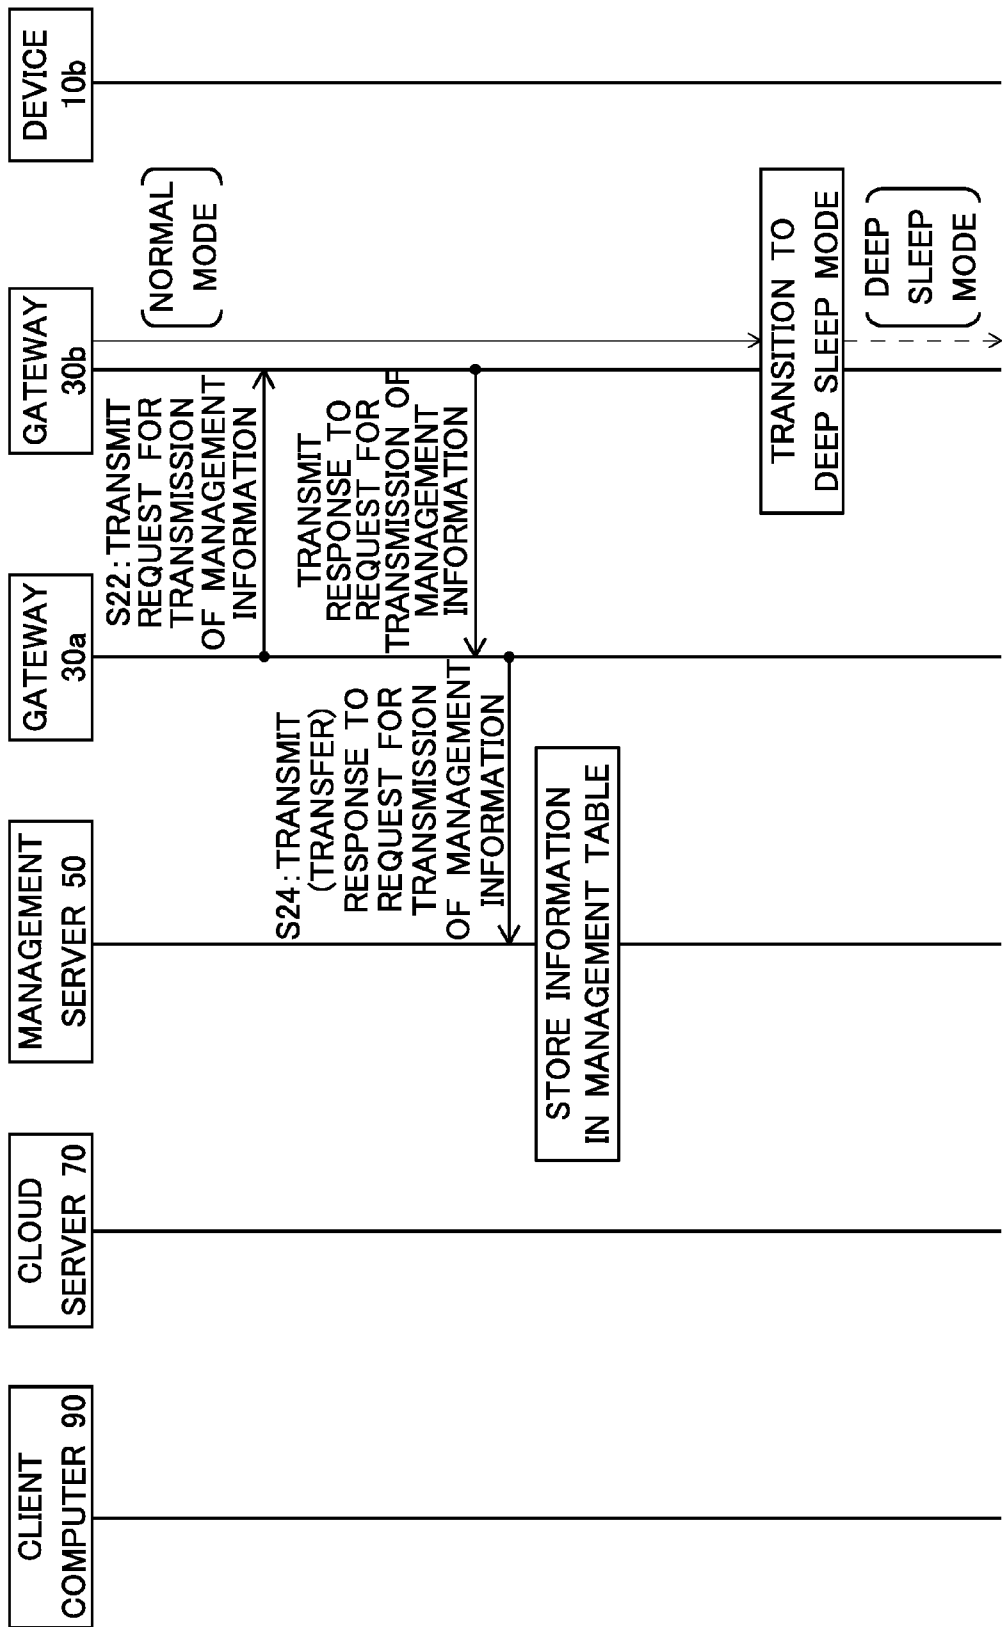 CLIENT
COMPUTER 90
CLOUD
SERVER 70
MANAGEMENT
SERVER 50
GATEWAY
30a
GATEWAY
30b
DEVICE
10b
S22:TRANSMIT
REQUEST FOR
TRANSMISSION
OF MANAGEMENT
INFORMATION
NORMAL
MODE
TRANSMIT
RESPONSE TO
REQUEST FOR
TRANSMISSION OF
MANAGEMENT
INFORMATION
S24:TRANSMIT
(TRANSFER)
RESPONSE TO
REQUEST FOR
TRANSMISSION
OF MANAGEMENT
INFORMATION
STORE INFORMATION
IN MANAGEMENT TABLE
TRANSITION TO
DEEP SLEEP MODE
DEEP
SLEEP
MODE